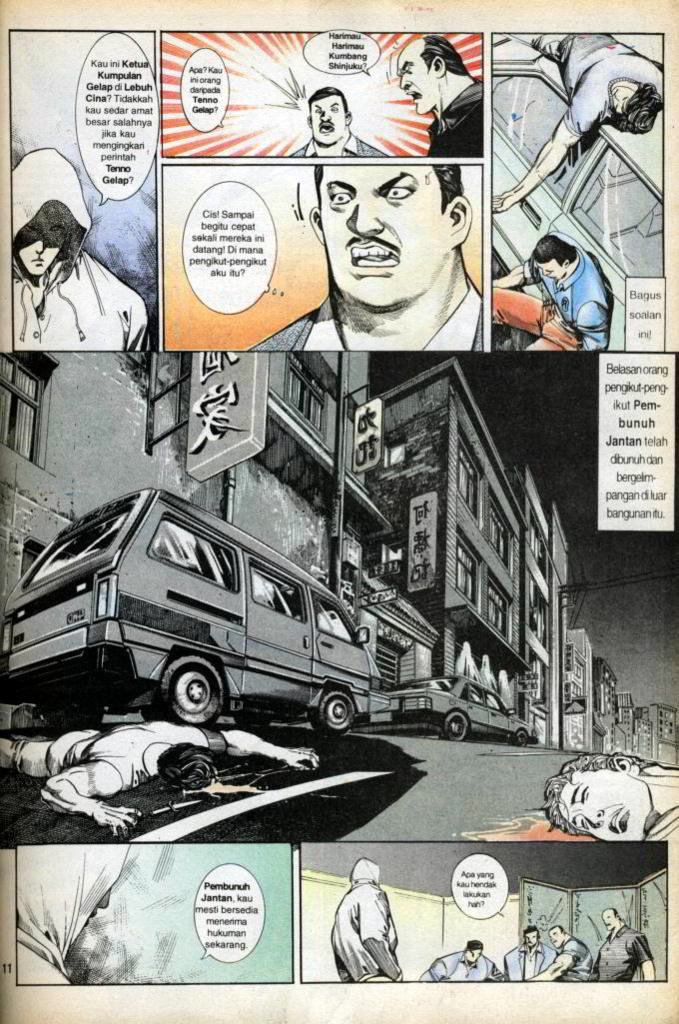 Kau ini Ketua
Kumpulan
Gelap di Lebuh
Cina? Tidakkah
kau sedar amat
besar salahnya
jika kau
mengingkari
perintah
Tenno
Gelap?
Apa? Kau
ini orang
daripada
Tenno
Gelap?
Harimau
Harimau
Kumbang
Shinjuku?
Cis! Sampai
begitu cepat
sekali mereka ini
datang! Di mana
pengikut-pengikut
aku itu?
Bagus
soalan
ini!
Belasan orang
pengikut-peng-
ikut Pem-
bunuh
Jantan telah
dibunuh dan
bergelim-
pangan di luar
bangunan itu.
Pembunuh
Jantan, kau
mesti bersedia
menerima
hukuman
sekarang.
Apa yang
kau hendak
lakukan
hah?
11